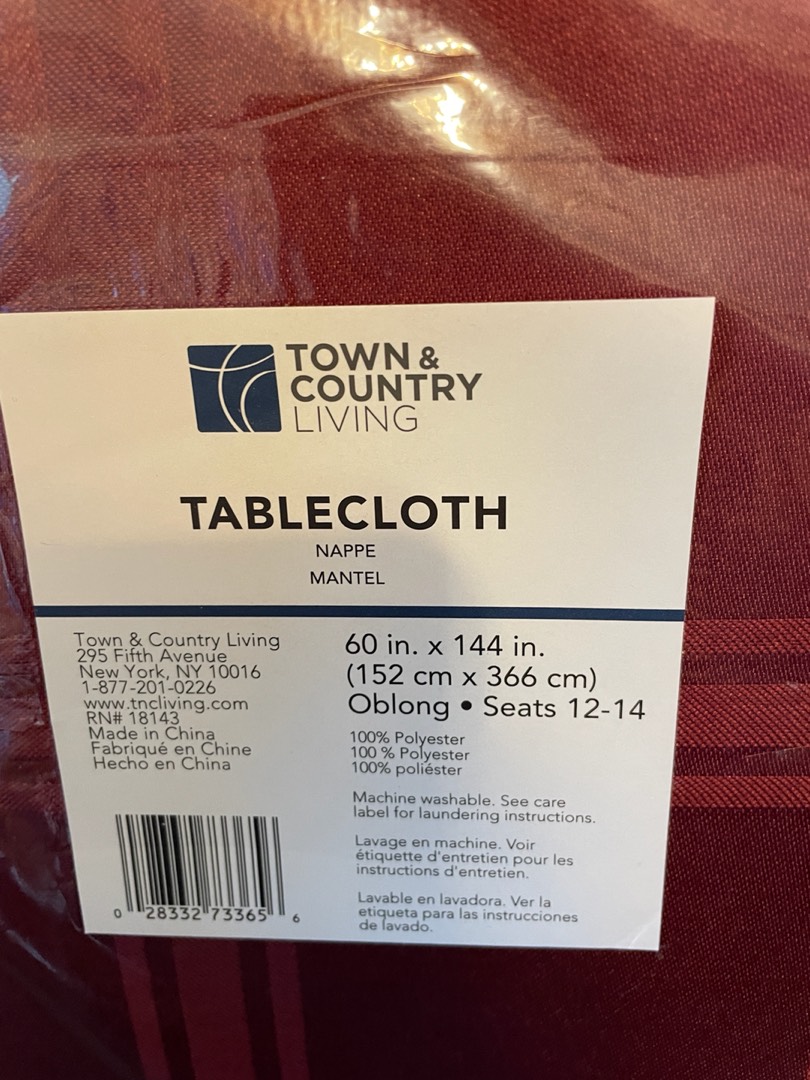 TOWN &
COUNTRY
LIVING
TABLECLOTH
NAPPE
MANTEL
Town & Country Living
295 Fifth Avenue
New York, NY 10016
1-877-201-0226
www.tncliving.com
RN# 18143
Made in China
Fabriqué en Chine
Hecho en China
0 28332 73365 6
60 in. x 144 in.
(152 cm x 366 cm)
Oblong • Seats 12-14
100% Polyester
100 % Polyester
100% poliéster
Machine washable. See care
label for laundering instructions.
Lavage en machine. Voir
étiquette d'entretien pour les
instructions d'entretien.
Lavable en lavadora. Ver la
etiqueta para las instrucciones
de lavado.